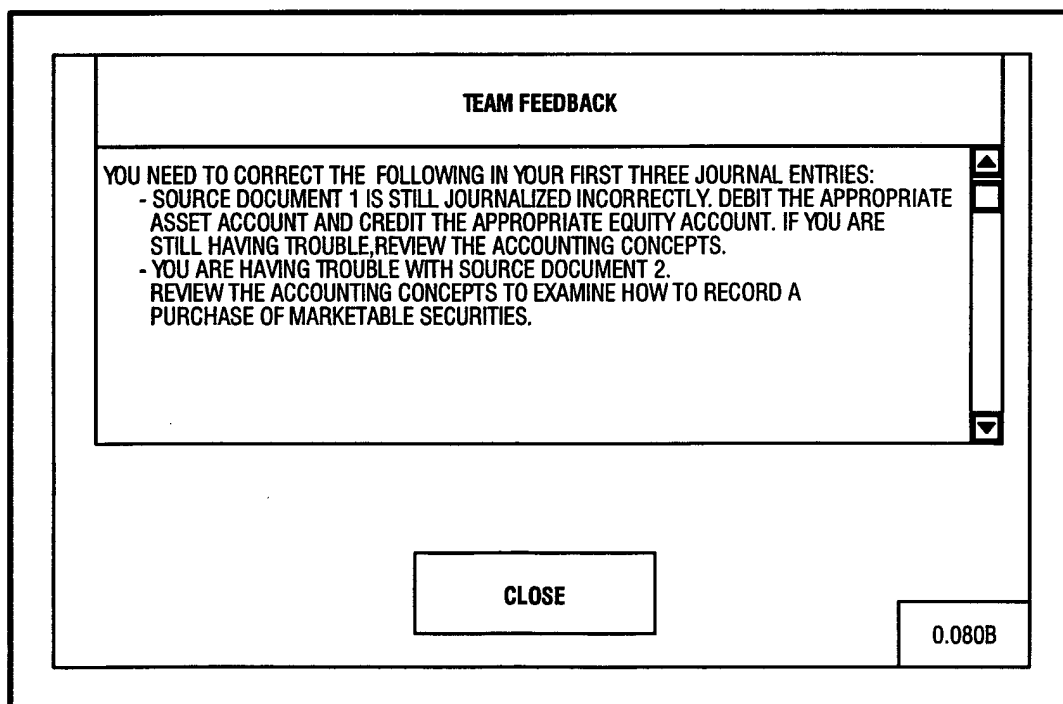 TEAM FEEDBACK
YOU NEED TO CORRECT THE FOLLOWING IN YOUR FIRST THREE JOURNAL ENTRIES:
- SOURCE DOCUMENT 1 IS STILL JOURNALIZED INCORRECTLY. DEBIT THE APPROPRIATE
ASSET ACCOUNT AND CREDIT THE APPROPRIATE EQUITY ACCOUNT. IF YOU ARE
STILL HAVING TROUBLE,REVIEW THE ACCOUNTING CONCEPTS.
- YOU ARE HAVING TROUBLE WITH SOURCE DOCUMENT 2.
REVIEW THE ACCOUNTING CONCEPTS TO EXAMINE HOW TO RECORD A
PURCHASE OF MARKETABLE SECURITIES.
CLOSE
0.080B